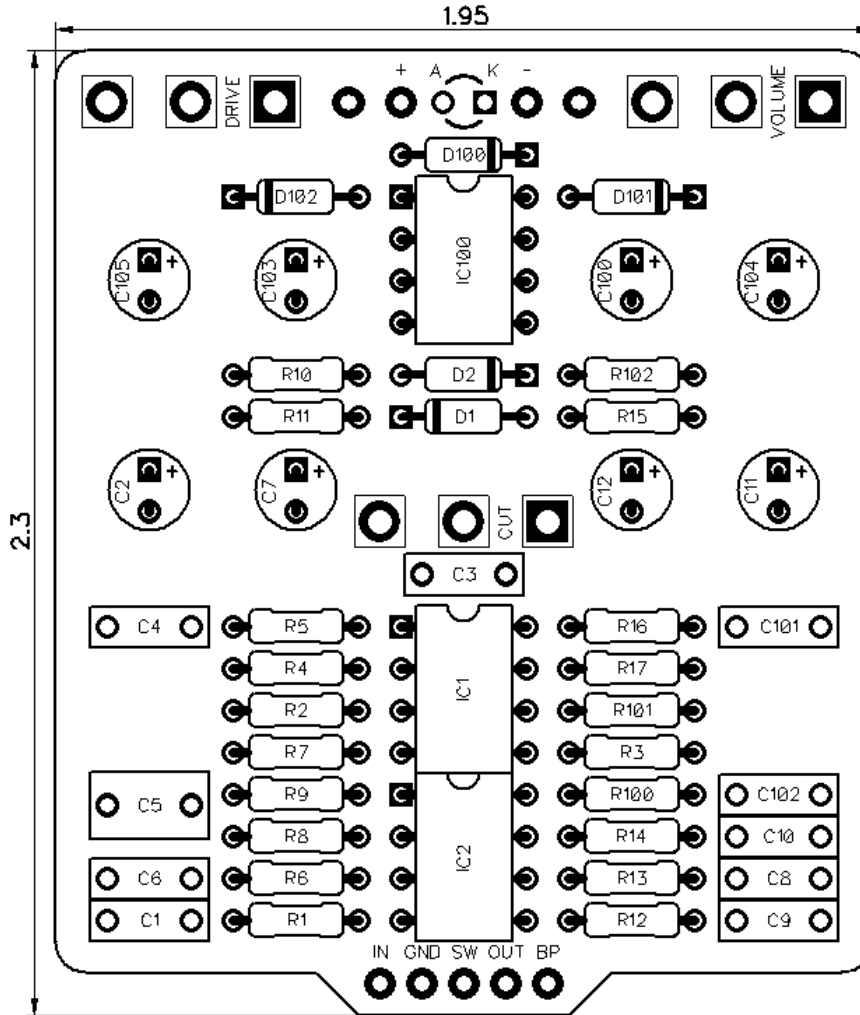 1.95
+ A K -
DRIVE
VOLUME
D100
D102
D101
IC100
C105 +
C103 +
C100 +
C104 +
R10
D2
R102
R11
D1
R15
2.3
C2 +
C7 +
C12 +
C11 +
CUT
C3
C4
R5
R16
C101
R4
IC1
R17
R2
R101
R7
R3
C5
R9
R100
C102
R8
IC2
R14
C10
C6
R6
R13
C8
C1
R1
R12
C9
IN GND SW OUT BP